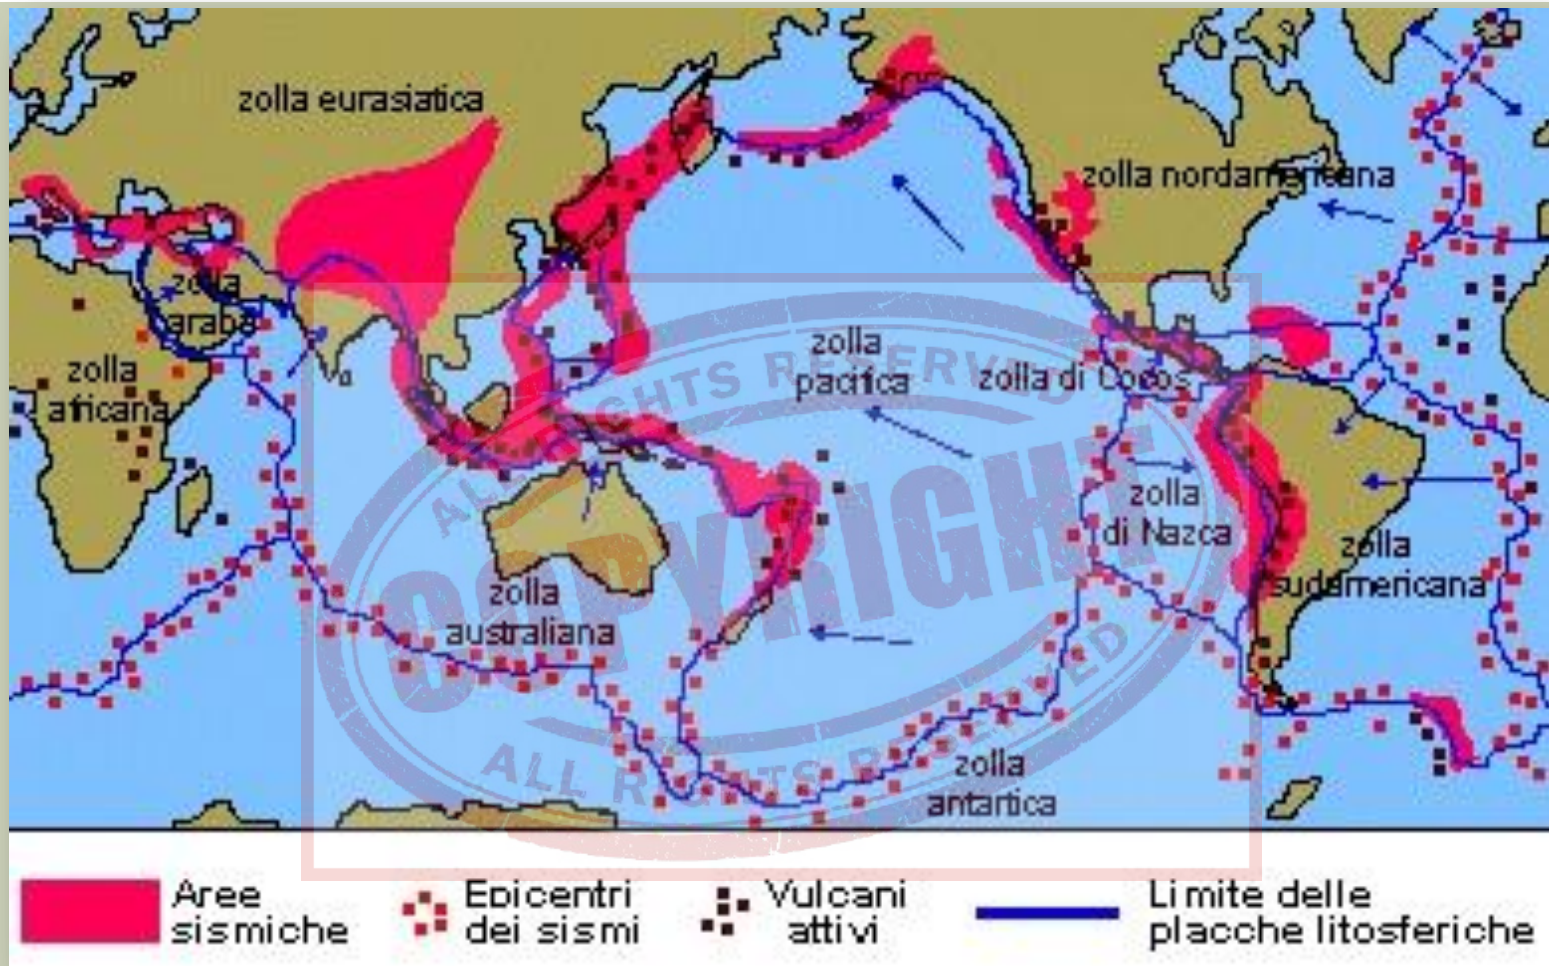 zolla eurasiatica
zolla nordamericana
zolla
araba
zolla
africana
zolla
pacifica
zolla di Cocos
zolla
di Nazca
zolla
sudamericana
zolla
australiana
zolla
antartica
ALL RIGHTS RESERVED
COPYRIGHT
ALL RIGHTS RESERVED
Aree
sismiche
Epicentri
dei sismi
Vulcani
attivi
Limite delle
placche litosferiche